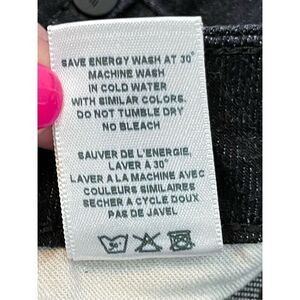 SAVE ENERGY WASH AT 30°
MACHINE WASH
IN COLD WATER
WITH SIMILAR COLORS.
DO NOT TUMBLE DRY
NO BLEACH
SAUVER DE L'ENERGIE,
LAVER À 30°
LAVER A LA MACHINE AVEC
COULEURS SIMILAIRES
SECHER A CYCLE DOUX
PAS DE JAVEL
30°